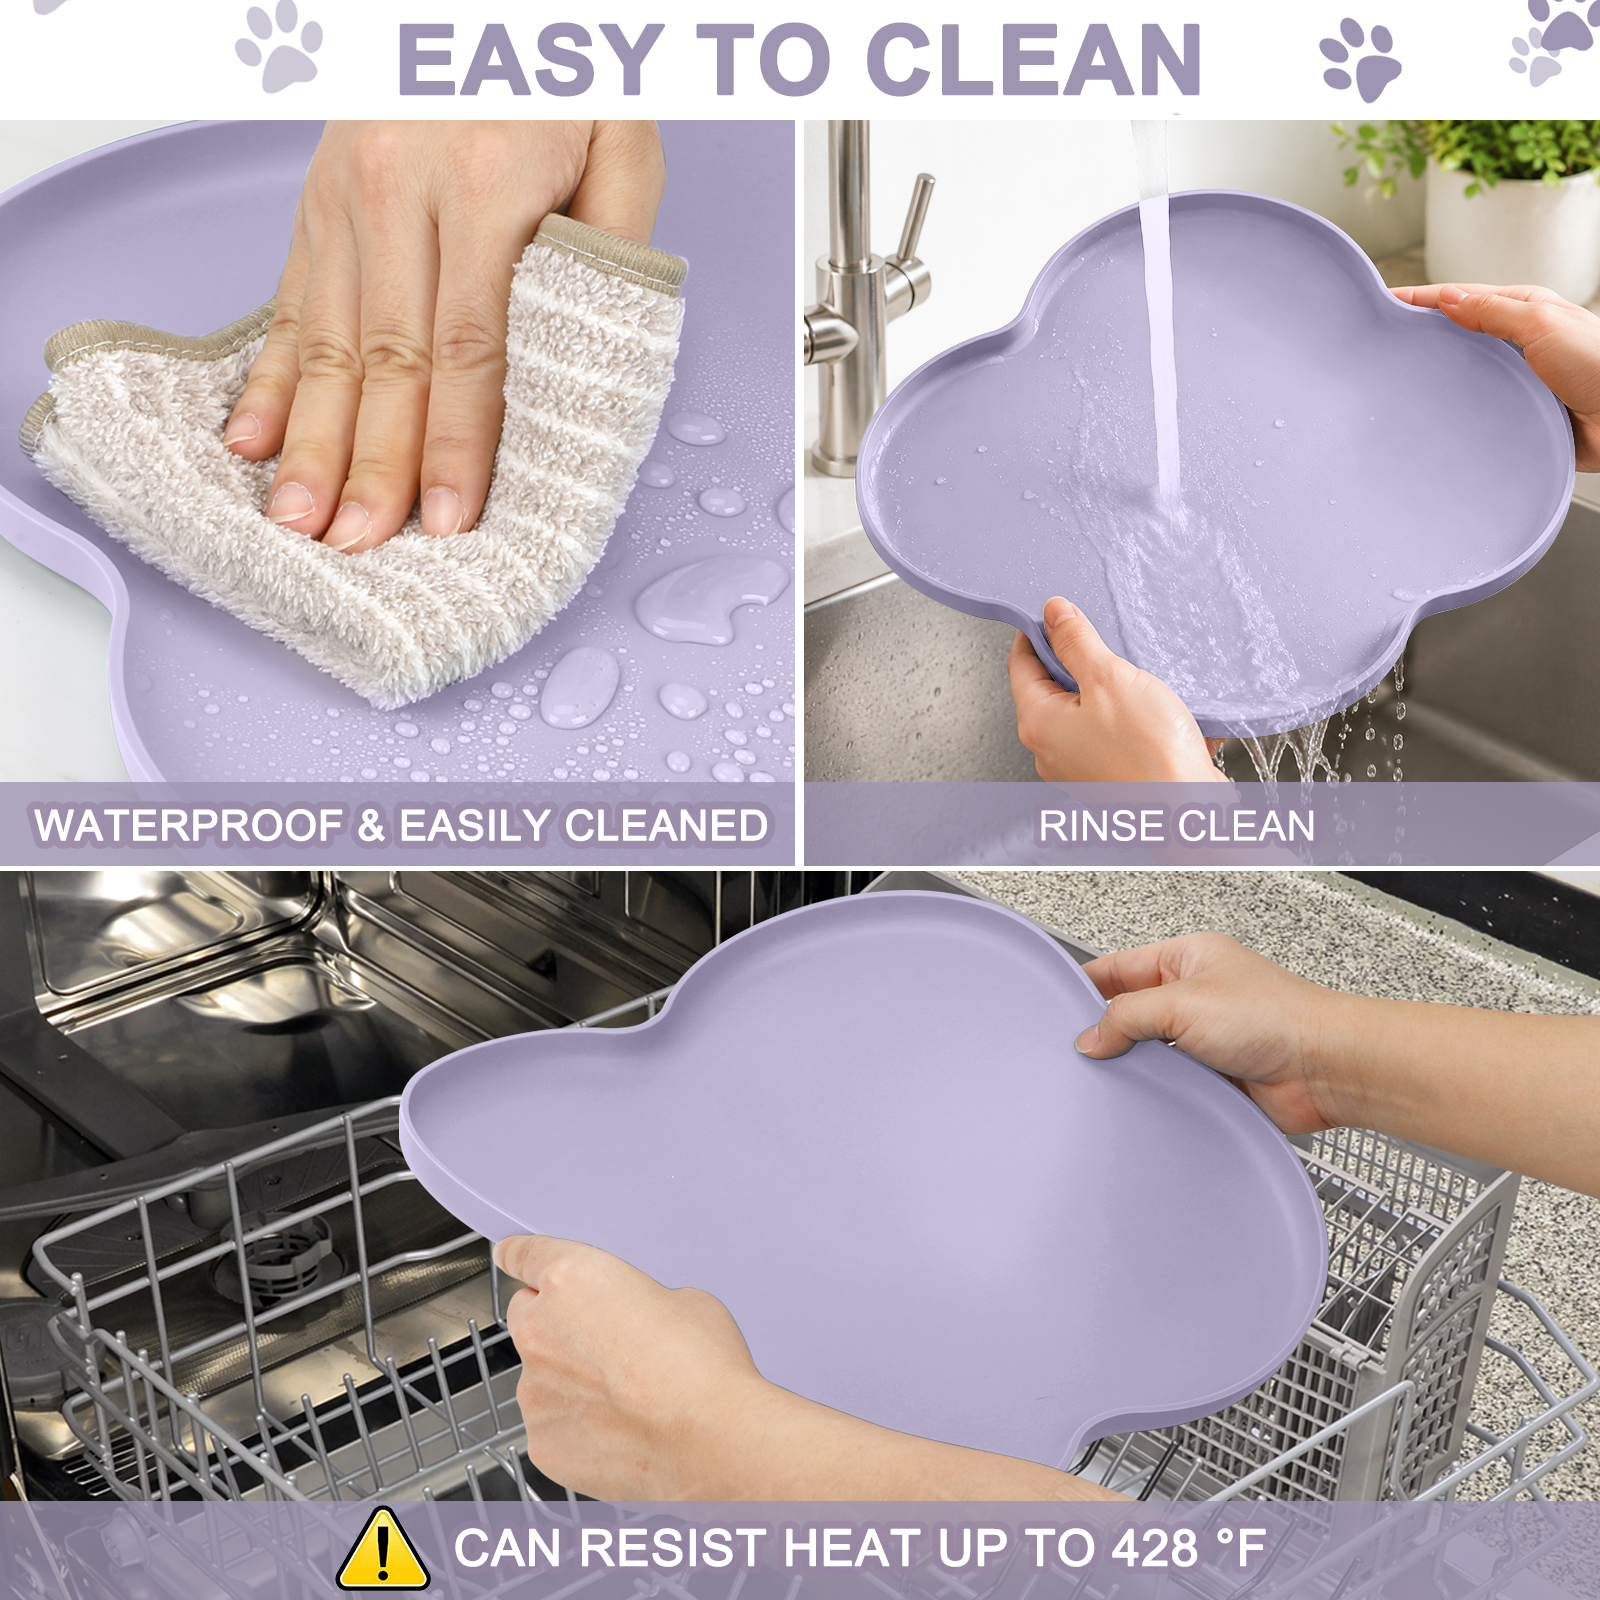 EASY TO CLEAN
WATERPROOF & EASILY CLEANED
RINSE CLEAN
CAN RESIST HEAT UP TO 428 °F